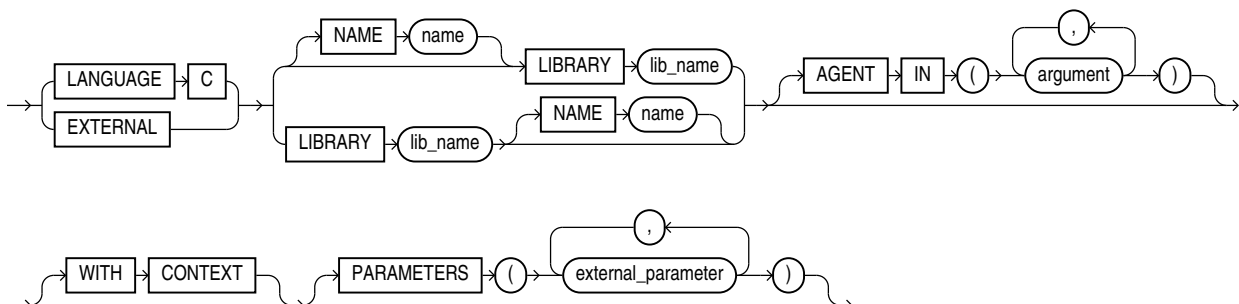 NAME name
LANGUAGE C LIBRARY lib_name AGENT IN ( argument , )
EXTERNAL NAME name
LIBRARY lib_name
WITH CONTEXT PARAMETERS ( external_parameter , )